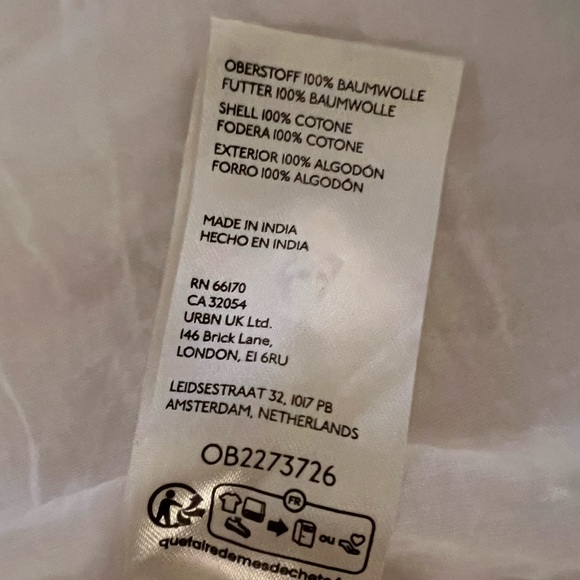 OBERSTOFF 100% BAUMWOLLE
FUTTER 100% BAUMWOLLE
SHELL 100% COTONE
FODERA 100% COTONE
EXTERIOR 100% ALGODÓN
FORRO 100% ALGODÓN
MADE IN INDIA
HECHO EN INDIA
RN 66170
CA 32054
URBN UK Ltd.
146 Brick Lane,
LONDON, E1 6RU
LEIDSESTRAAT 32, 1017 PB
AMSTERDAM, NETHERLANDS
OB2273726
FR
OU